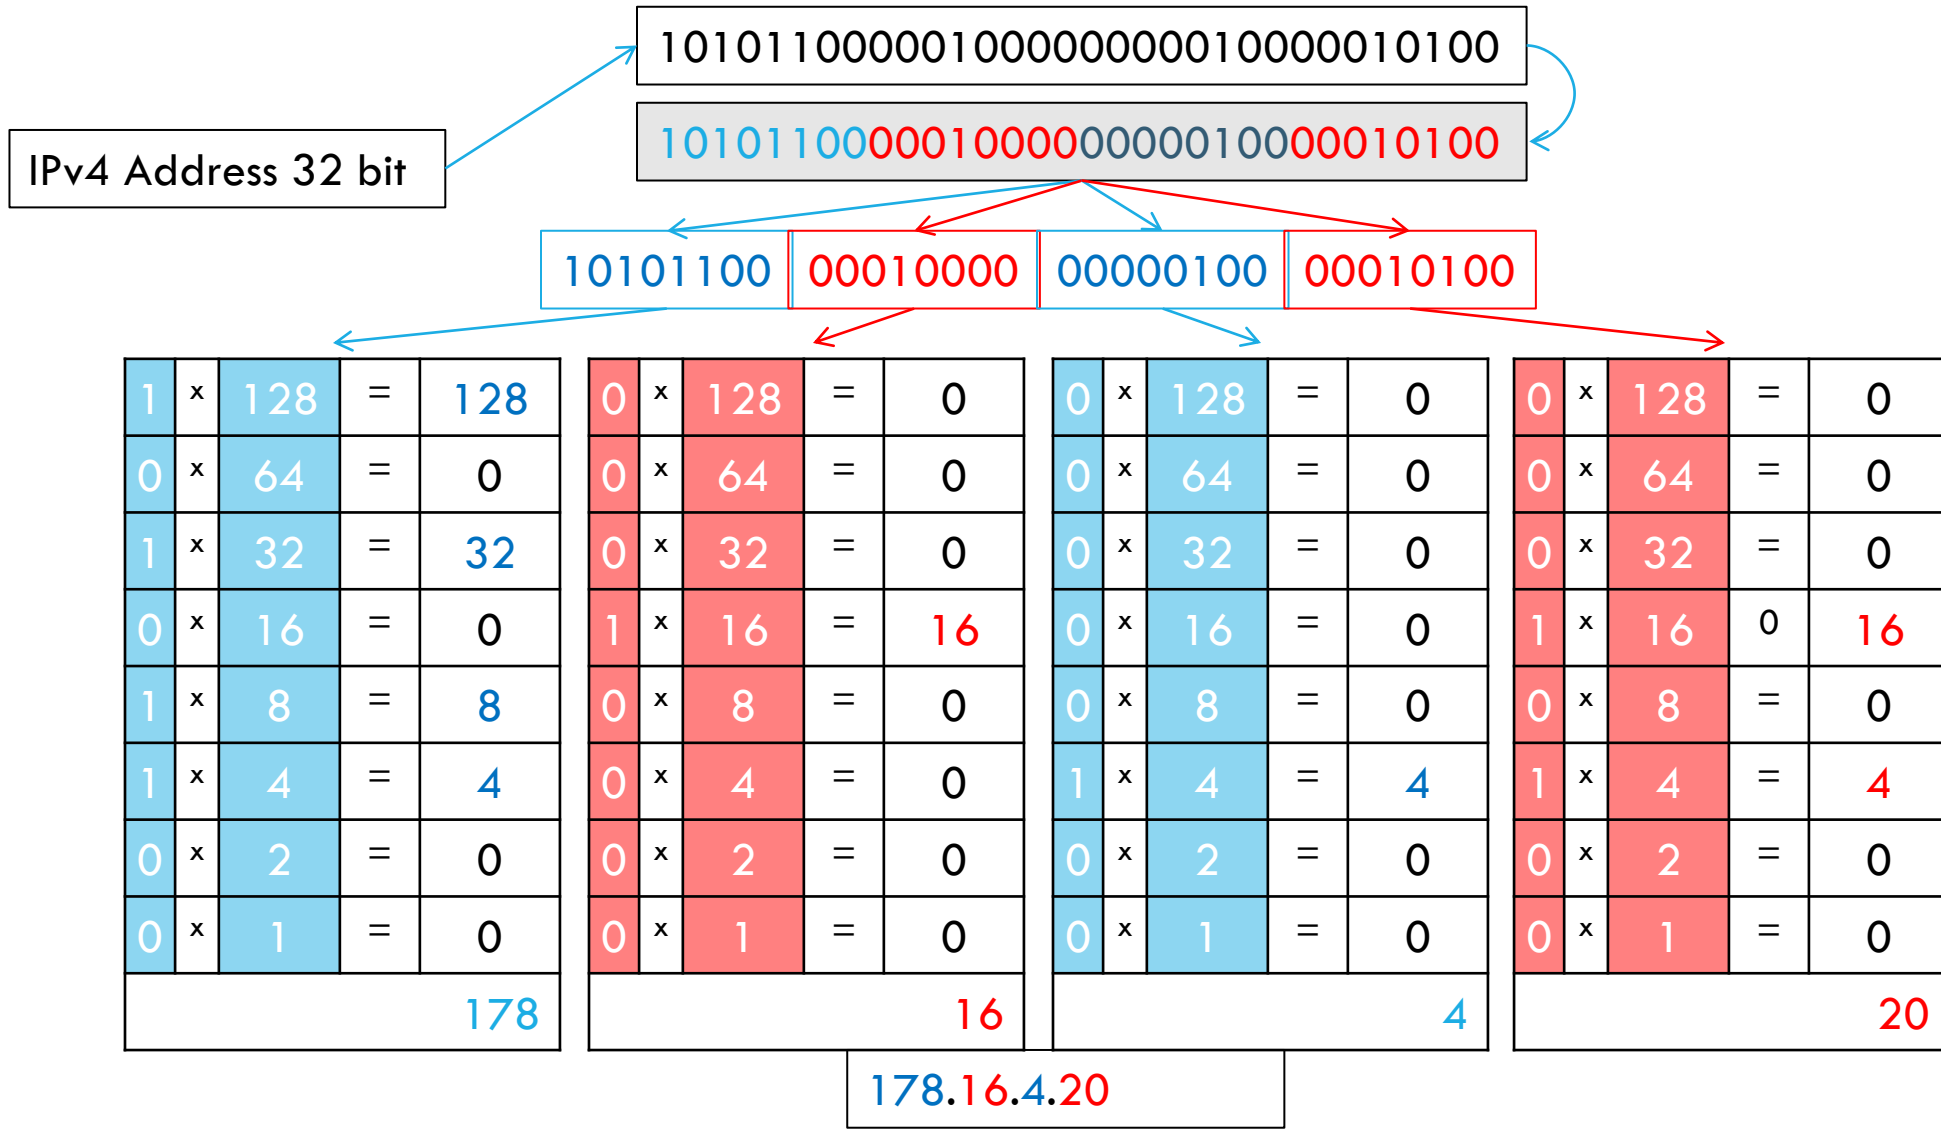 10101100000100000000010000010100
10101100000100000000010000010100
IPv4 Address 32 bit
10101100 00010000 00000100 00010100
1 x 128 = 128 0 x 128 = 0 0 x 128 = 0 0 x 128 = 0
0 x 64 = 0 0 x 64 = 0 0 x 64 = 0 0 x 64 = 0
1 x 32 = 32 0 x 32 = 0 0 x 32 = 0 0 x 32 = 0
0 x 16 = 0 1 x 16 = 16 0 x 16 = 0 1 x 16 0 16
1 x 8 = 8 0 x 8 = 0 0 x 8 = 0 0 x 8 = 0
1 x 4 = 4 0 x 4 = 0 1 x 4 = 4 1 x 4 = 4
0 x 2 = 0 0 x 2 = 0 0 x 2 = 0 0 x 2 = 0
0 x 1 = 0 0 x 1 = 0 0 x 1 = 0 0 x 1 = 0
178 16 4 20
178.16.4.20